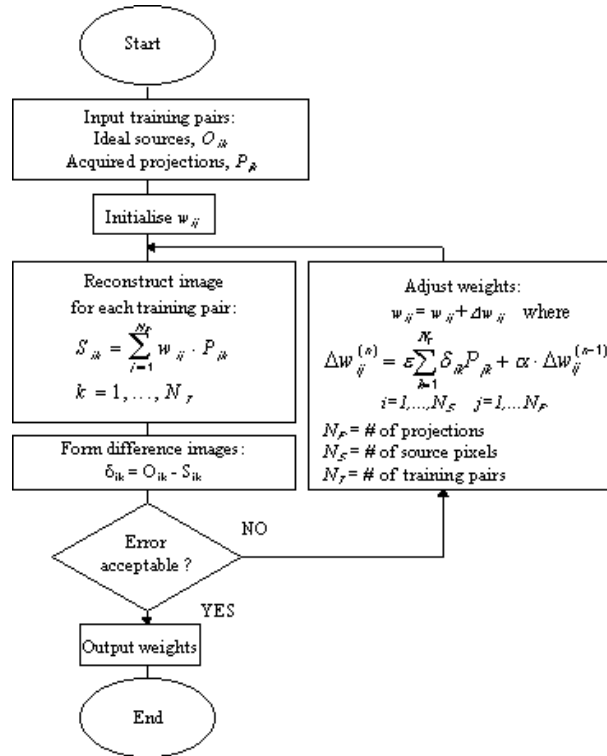 Start
Input training pairs:
Ideal sources, O_ik
Acquired projections, P_jk
Initialise w_ij
Reconstruct image
for each training pair:
S_ik = ∑_{j=1}^{N_P} w_ij · P_jk
k = 1, ..., N_T
Form difference images:
δ_ik = O_ik - S_ik
Error
acceptable ?
NO
YES
Output weights
End
Adjust weights:
w_ij = w_ij + Δw_ij where
Δw_ij^(n) = ε∑_{k=1}^{N_T} δ_ik P_jk + α · Δw_ij^(n-1)
i=1,...,N_S j=1,...N_P
N_P = # of projections
N_S = # of source pixels
N_T = # of training pairs